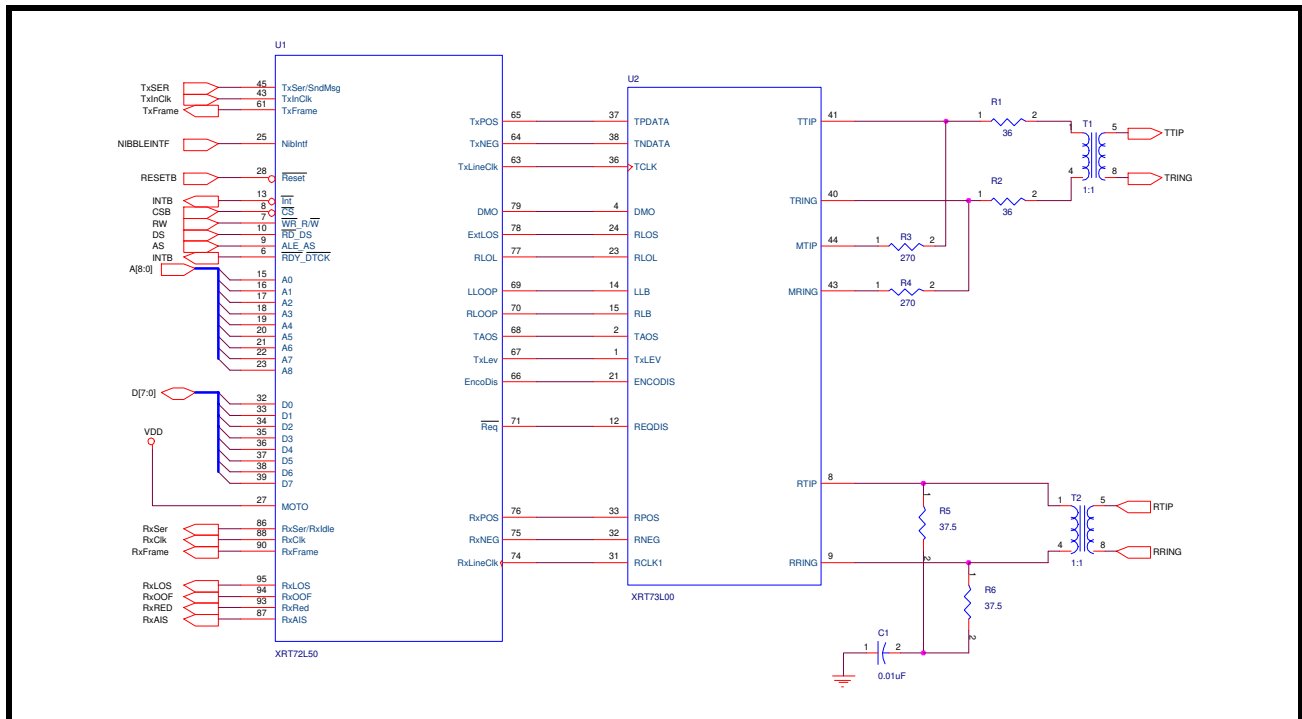 U1
TxSER 45 TxSer/SndMsg
TxInClk 43 TxInClk
TxFrame 61 TxFrame
NIBBLEINTF 25 NibIntf
RESETB 28 Reset
INTB 13 Int
CSB 8 CS
RW 7 WR_R/W
DS 10 RD_DS
AS 9 ALE_AS
INTB 6 RDY_DTCK
A[8:0]
15 A0
16 A1
17 A2
18 A3
19 A4
20 A5
21 A6
22 A7
23 A8
D[7:0]
32 D0
33 D1
34 D2
35 D3
36 D4
37 D5
38 D6
39 D7
VDD
27 MOTO
RxSer 86 RxSer/RxIdle
RxClk 88 RxClk
RxFrame 90 RxFrame
RxLOS 95 RxLOS
RxOOF 94 RxOOF
RxRED 93 RxRed
RxAIS 87 RxAIS
XRT72L50
U2
TxPOS 65 37 TPDATA
TxNEG 64 38 TNDATA
TxLineClk 63 36 TCLK
DMO 79 4 DMO
ExtLOS 78 24 RLOS
RLOL 77 23 RLOL
LLOOP 69 14 LLB
RLOOP 70 15 RLB
TAOS 68 2 TAOS
TxLev 67 1 TxLEV
EncoDis 66 21 ENCODIS
Req 71 12 REQDIS
RxPOS 76 33 RPOS
RxNEG 75 32 RNEG
RxLineClk 74 31 RCLK1
XRT73L00
TTIP 41
TRING 40
MTIP 44
MRING 43
RTIP 8
RRING 9
R1
1 2
36
R2
1 2
36
R3
1 2
270
R4
1 2
270
T1
1 5
4 8
1:1
TTIP
TRING
R5
1 2
37.5
R6
1 2
37.5
C1
1 2
0.01uF
T2
1 5
4 8
1:1
RTIP
RRING